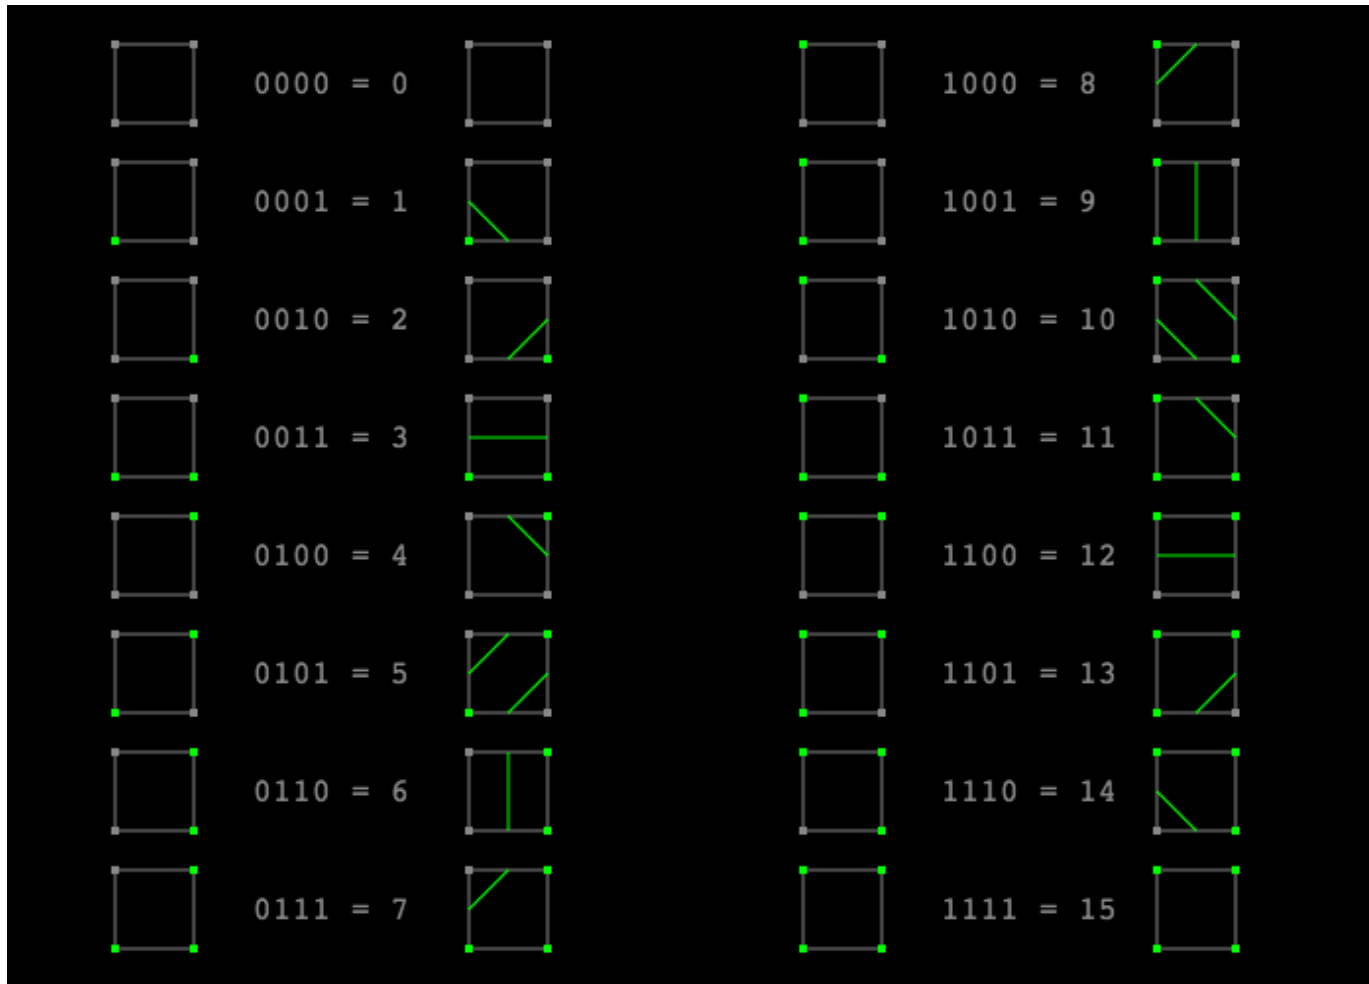 0000 = 0
0001 = 1
0010 = 2
0011 = 3
0100 = 4
0101 = 5
0110 = 6
0111 = 7
1000 = 8
1001 = 9
1010 = 10
1011 = 11
1100 = 12
1101 = 13
1110 = 14
1111 = 15